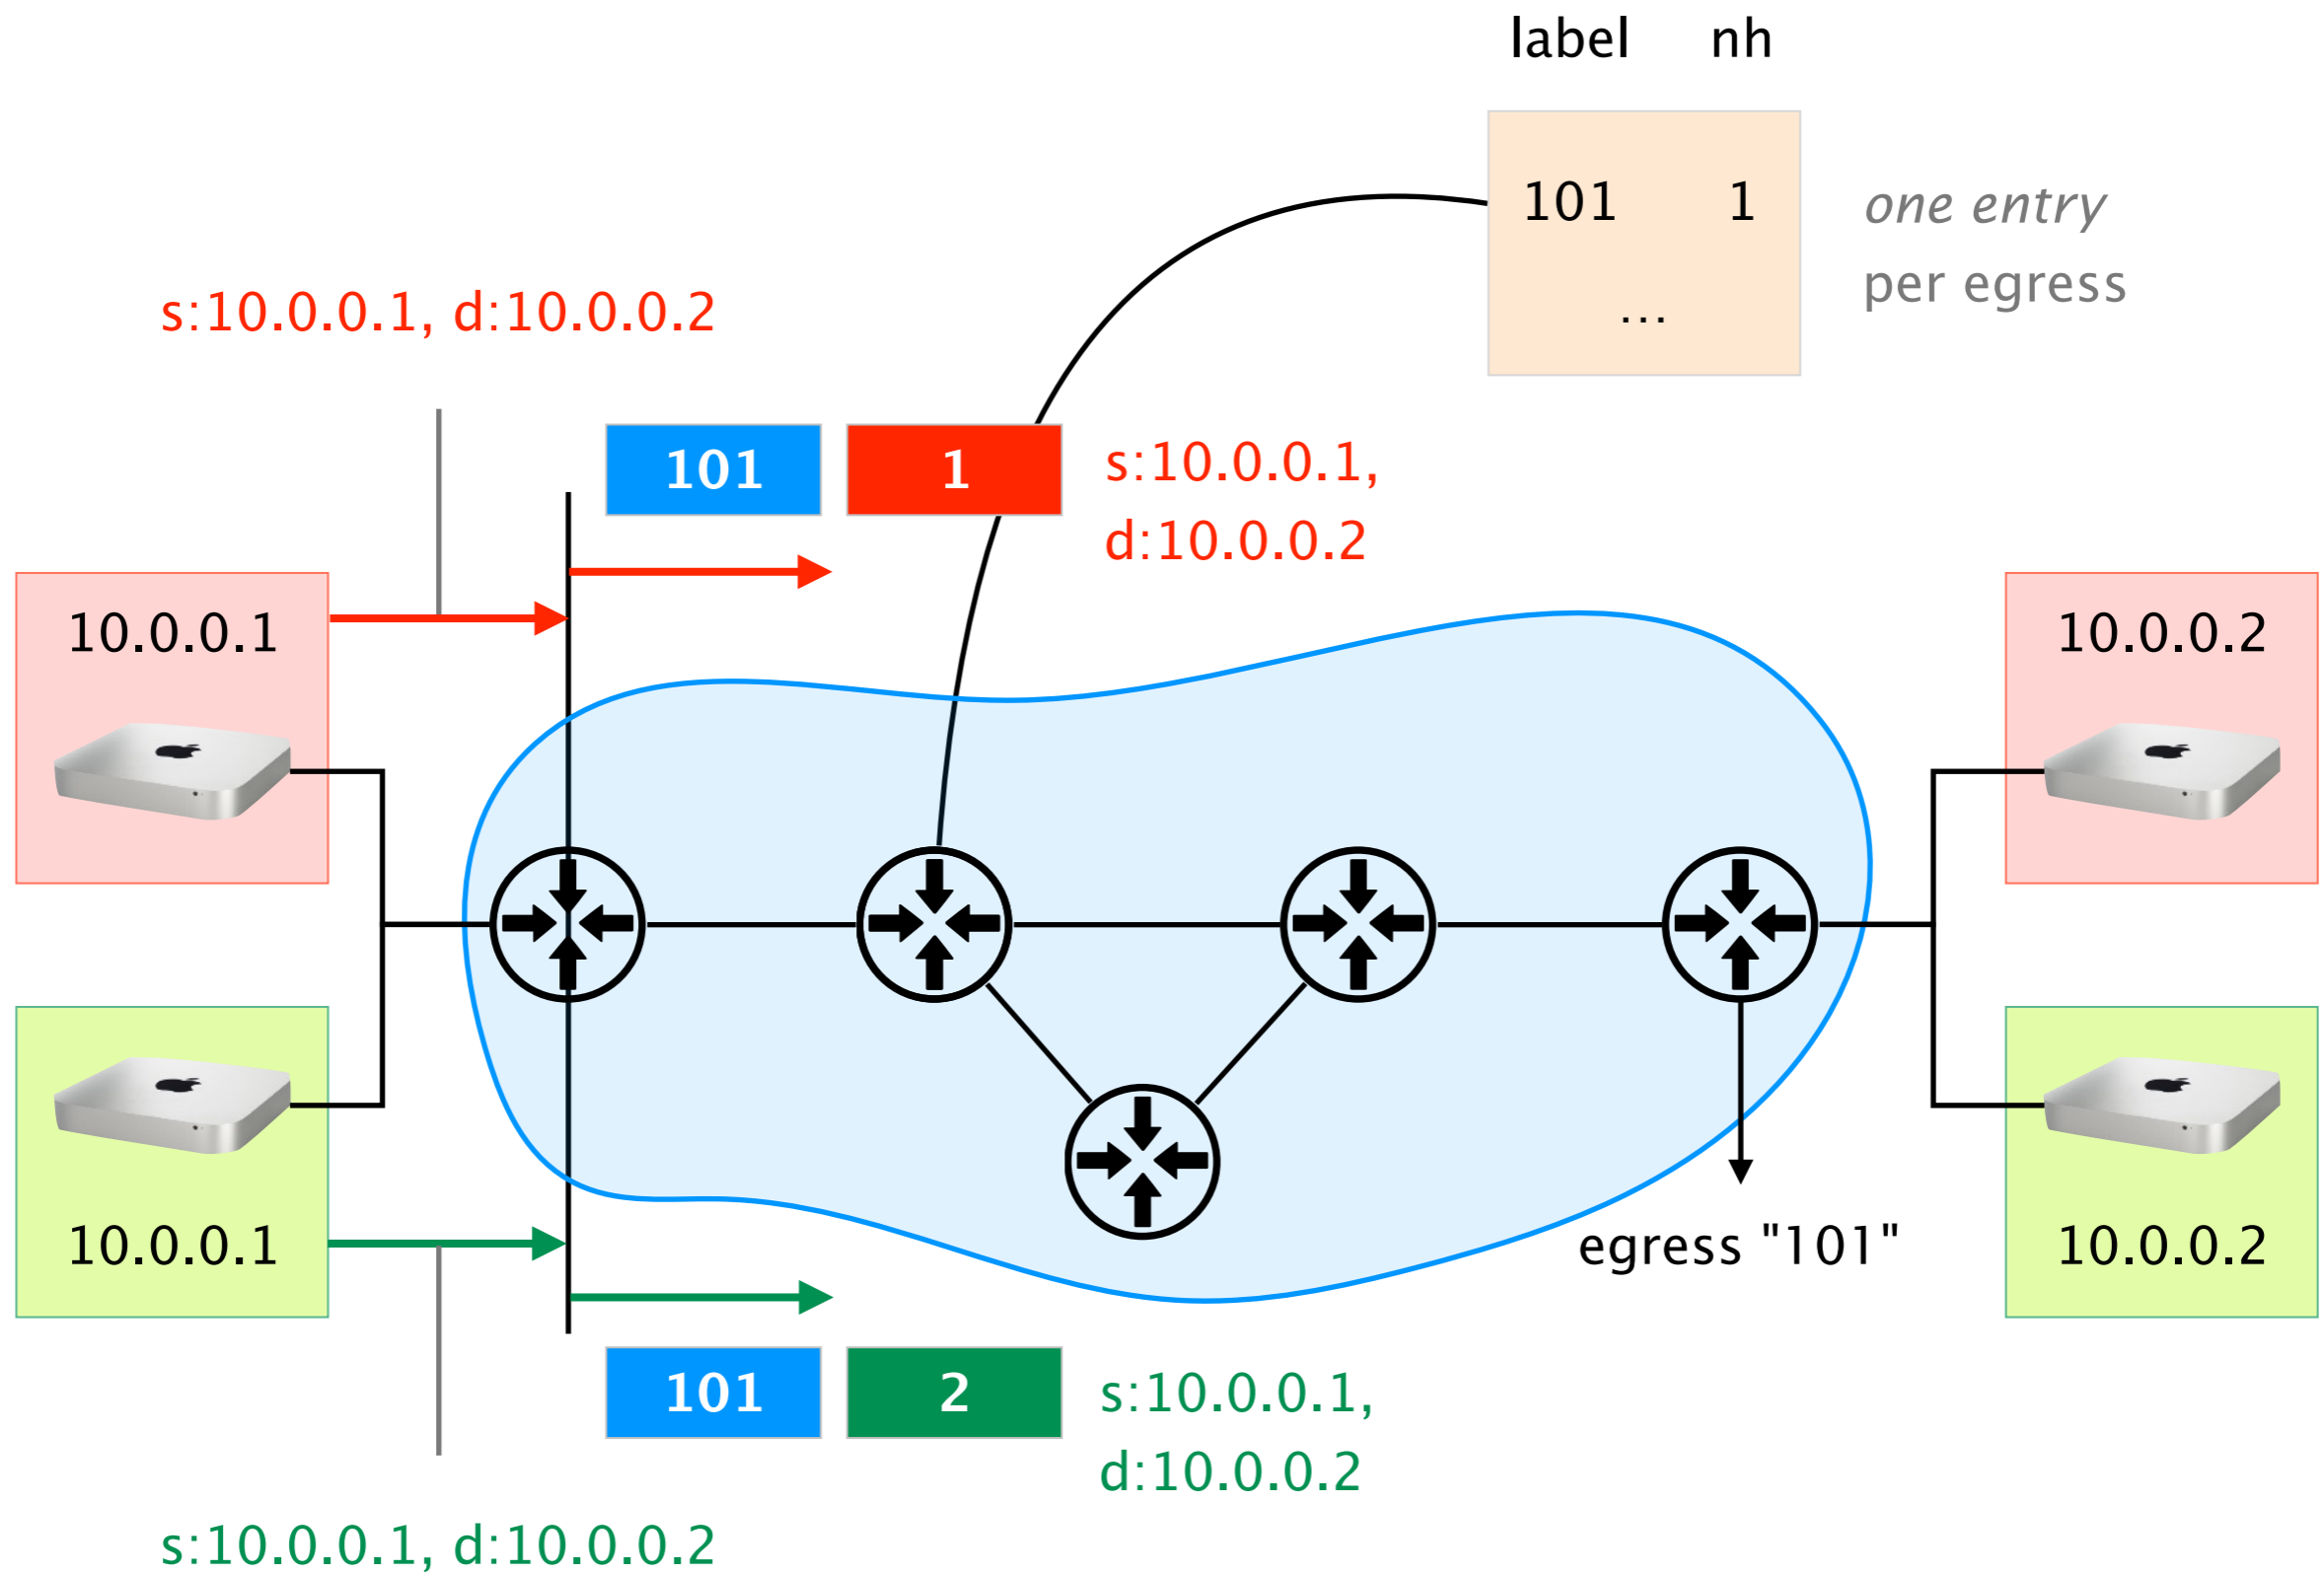 label nh
101 1
one entry
per egress
...
s:10.0.0.1, d:10.0.0.2
101 1 s:10.0.0.1,
d:10.0.0.2
10.0.0.1
10.0.0.2
10.0.0.1
egress "101"
10.0.0.2
101 2 s:10.0.0.1,
d:10.0.0.2
s:10.0.0.1, d:10.0.0.2